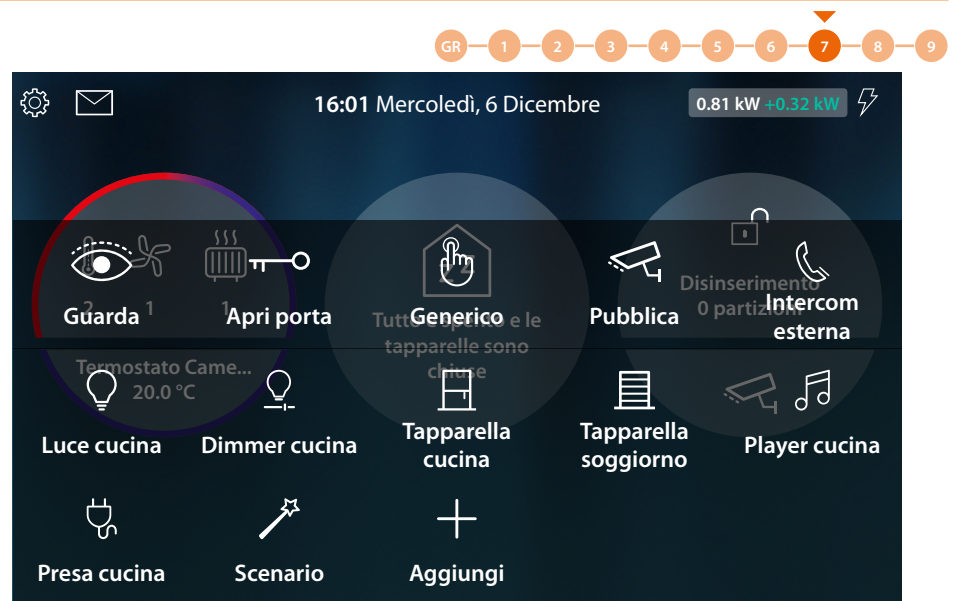 GR 1 2 3 4 5 6 7 8 9
16:01 Mercoledì, 6 Dicembre
0.81 kW +0.32 kW
Guarda
Apri porta
Generico
Pubblica
Intercom
esterna
2
1
1
Z Z
Tutto è spento e le
tapparelle sono
chiuse
Disinserimento
0 partizioni
Termostato Came...
20.0 °C
Luce cucina
Dimmer cucina
Tapparella
cucina
Tapparella
soggiorno
Player cucina
Presa cucina
Scenario
Aggiungi